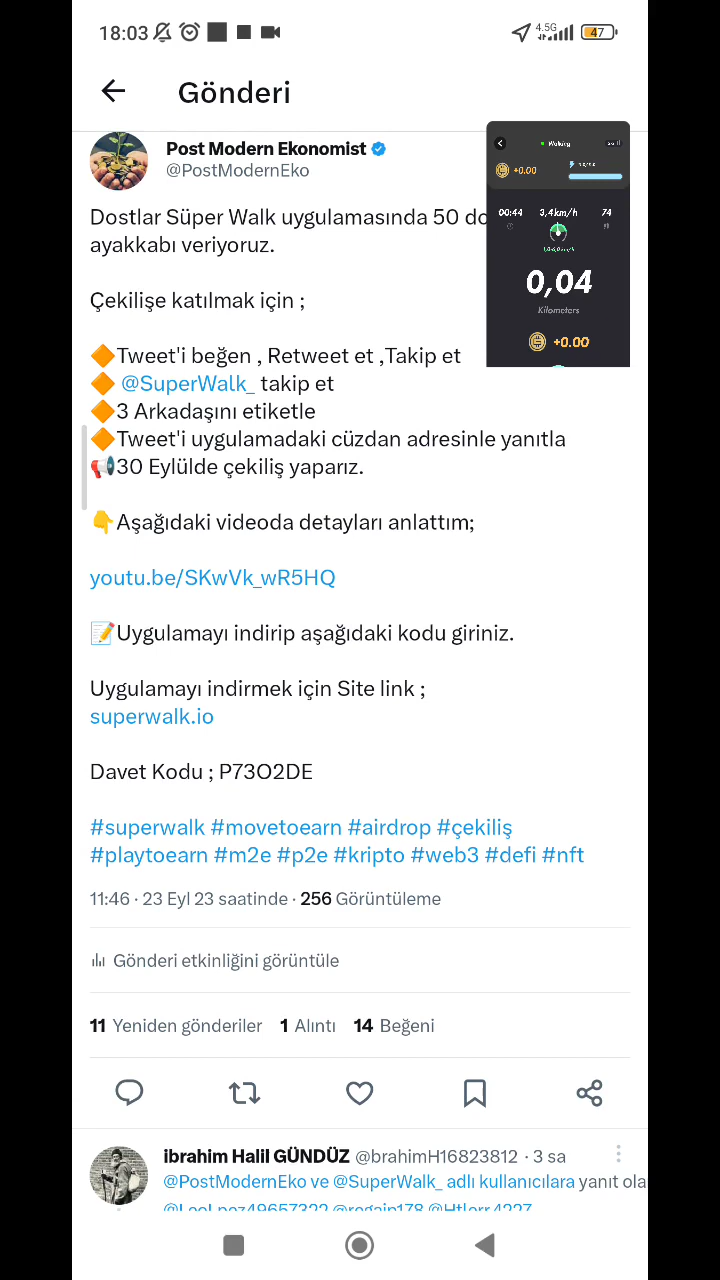 18:03
4.5G
47
Gönderi
Post Modern Ekonomist
@PostModernEko
Dostlar Süper Walk uygulamasında 50 do
ayakkabı veriyoruz.
Walking
+0.00
00:44 3,4km/h 74
0,04
Kilometers
+0.00
Çekilişe katılmak için ;
🔶Tweet'i beğen , Retweet et ,Takip et
🔶 @SuperWalk_ takip et
🔶3 Arkadaşını etiketle
🔶Tweet'i uygulamadaki cüzdan adresinle yanıtla
📢30 Eylülde çekiliş yaparız.
👇Aşağıdaki videoda detayları anlattım;
youtu.be/SKwVk_wR5HQ
📝Uygulamayı indirip aşağıdaki kodu giriniz.
Uygulamayı indirmek için Site link ;
superwalk.io
Davet Kodu ; P73O2DE
#superwalk #movetoearn #airdrop #çekiliş
#playtoearn #m2e #p2e #kripto #web3 #defi #nft
11:46 · 23 Eyl 23 saatinde · 256 Görüntüleme
Gönderi etkinliğini görüntüle
11 Yeniden gönderiler 1 Alıntı 14 Beğeni
ibrahim Halil GÜNDÜZ @brahimH16823812 · 3 sa
@PostModernEko ve @SuperWalk_ adlı kullanıcılara yanıt ola